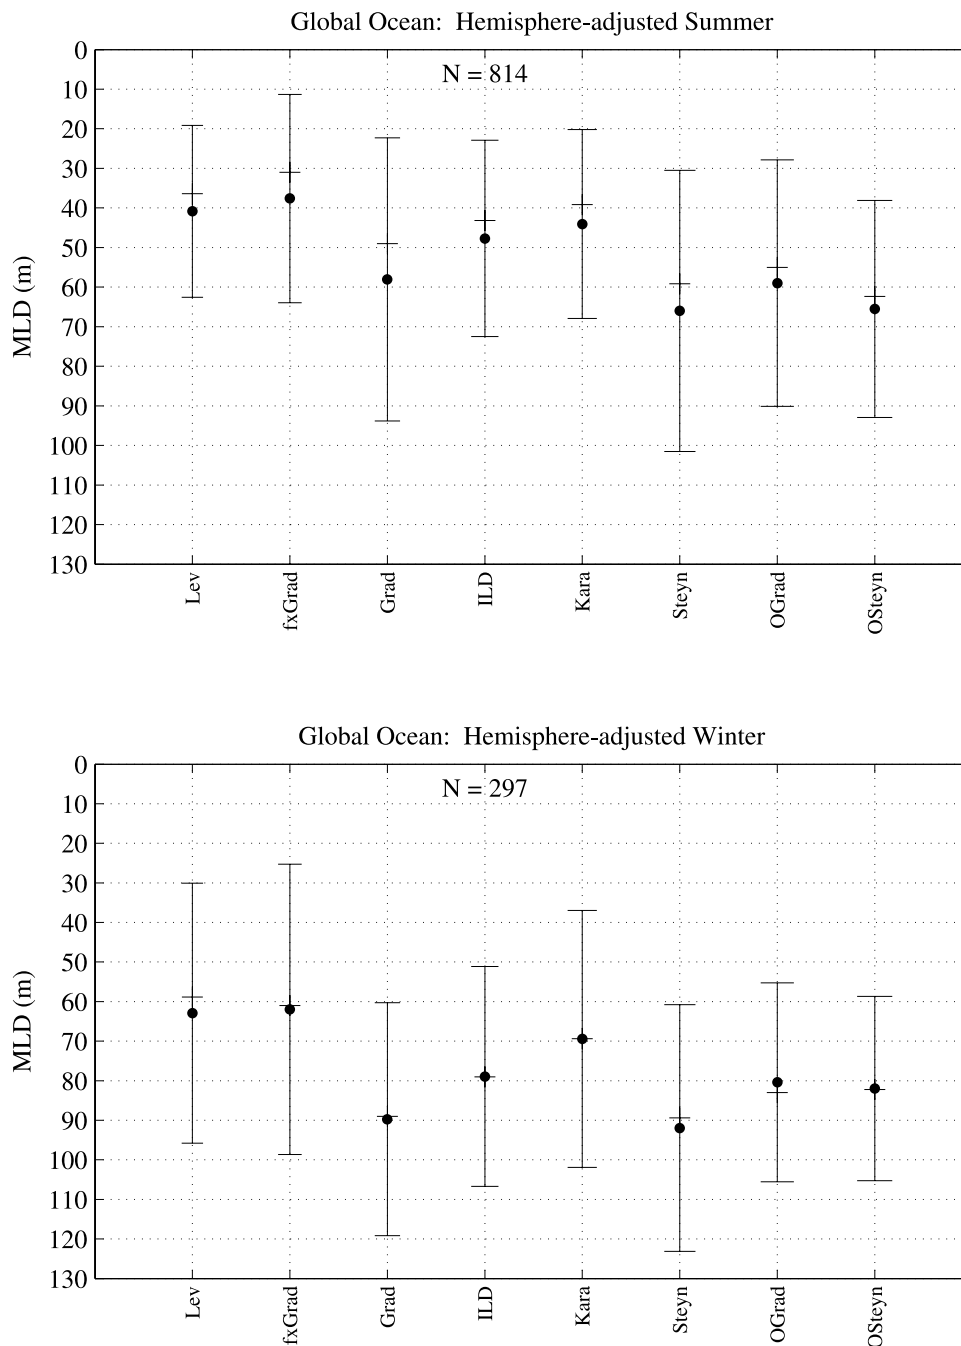 Global Ocean:  Hemisphere-adjusted Summer
N = 814
0
10
20
30
40
50
60
70
80
90
100
110
120
130
MLD (m)
Lev
fxGrad
Grad
ILD
Kara
Steyn
OGrad
OSteyn
Global Ocean:  Hemisphere-adjusted Winter
N = 297
0
10
20
30
40
50
60
70
80
90
100
110
120
130
MLD (m)
Lev
fxGrad
Grad
ILD
Kara
Steyn
OGrad
OSteyn